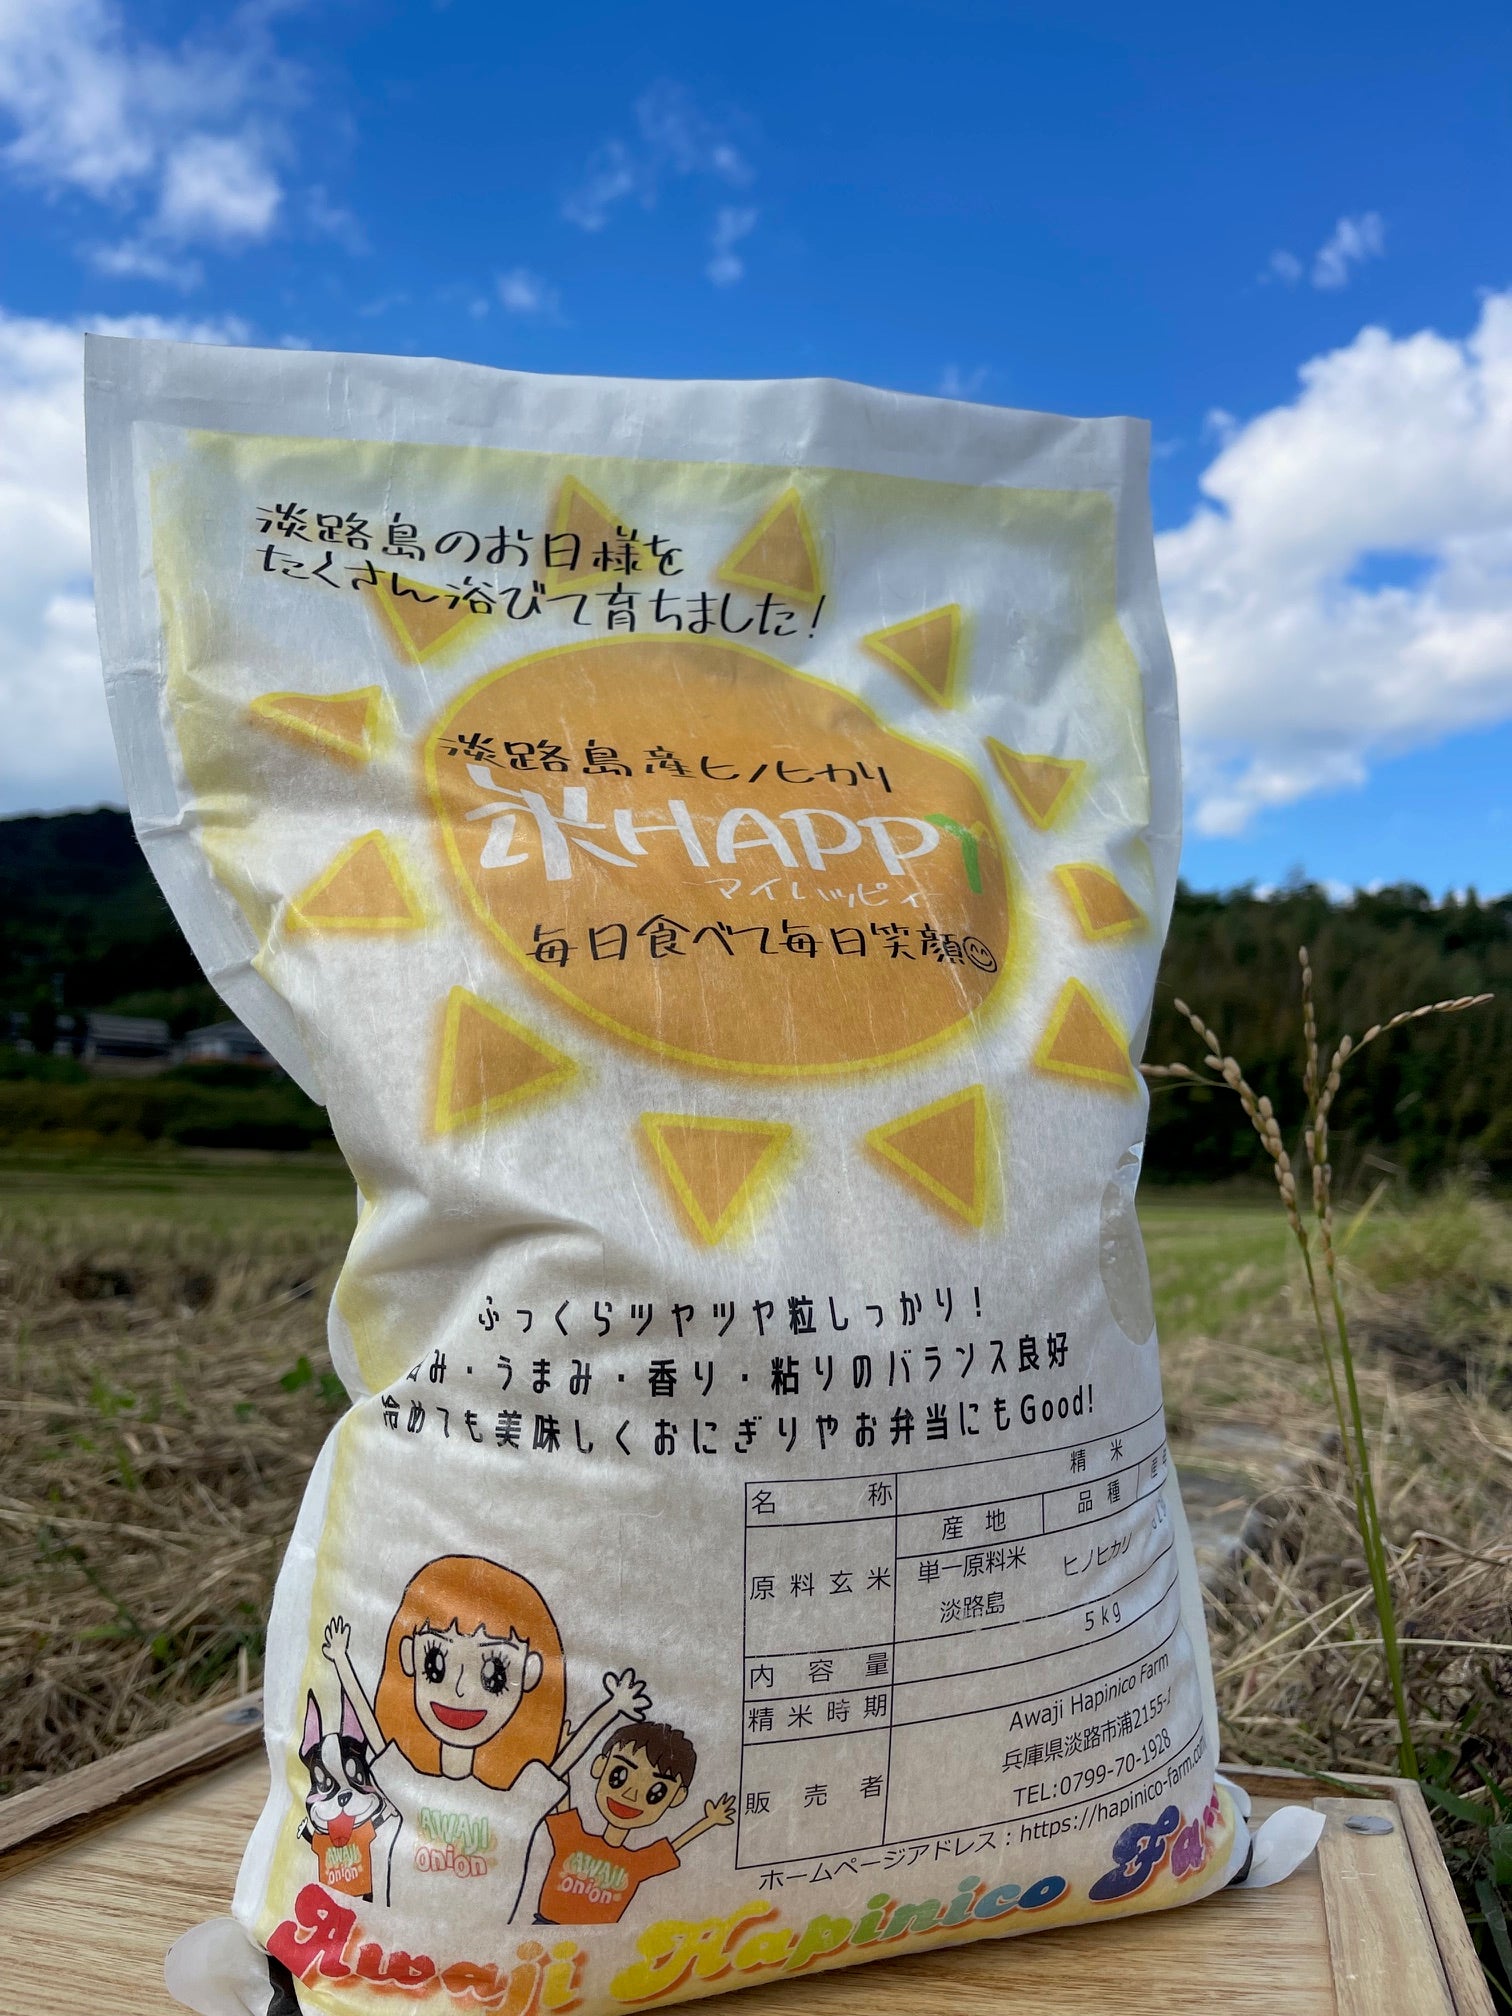 淡路島のお日様を
たくさん浴びて育ちました!
淡路島産ヒノヒカリ
米HAPPY
マイハッピィ
毎日食べて毎日笑顔
ふっくらツヤツヤ粒しっかり!
み・うまみ・香り・粘りのバランス良好
冷めても美味しくおにぎりやお弁当にもGood!
名称 精米
原料玄米 産地 品種 産
単一原料米 ヒノヒカリ
淡路島
内容量 5kg
精米時期
販売者 Awaji Hapinico Farm
兵庫県淡路市浦2155-
TEL:0799-70-1928
ホームページアドレス:https://hapinico-farm.com
AWAJI
onion
AWAJI
onion
AWAJI
onion
Awaji Hapinico Fa